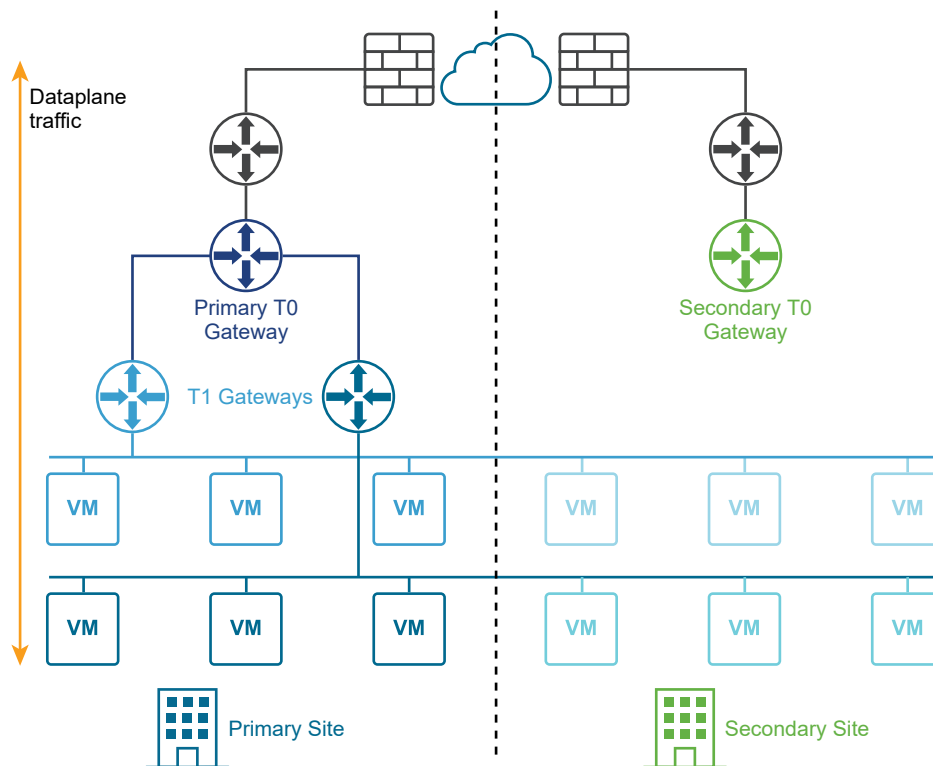 Dataplane
traffic
Primary T0
Gateway
Secondary T0
Gateway
T1 Gateways
VM VM VM VM VM VM
VM VM VM VM VM VM
Primary Site
Secondary Site